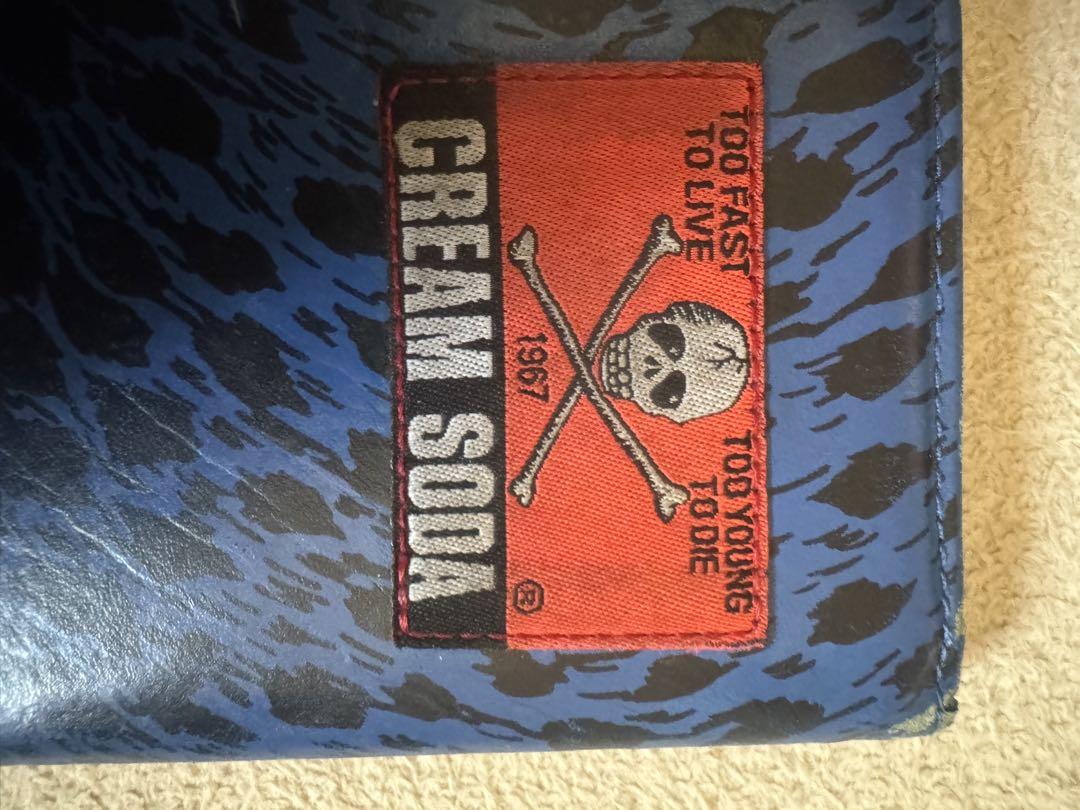 TOO FAST
TO LIVE
TOO YOUNG
TO DIE
1967
®
CREAM SODA